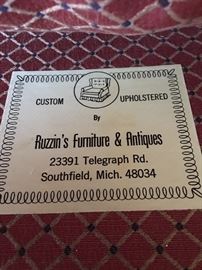 CUSTOM UPHOLSTERED
By
Ruzzin's Furniture & Antiques
23391 Telegraph Rd.
Southfield, Mich. 48034